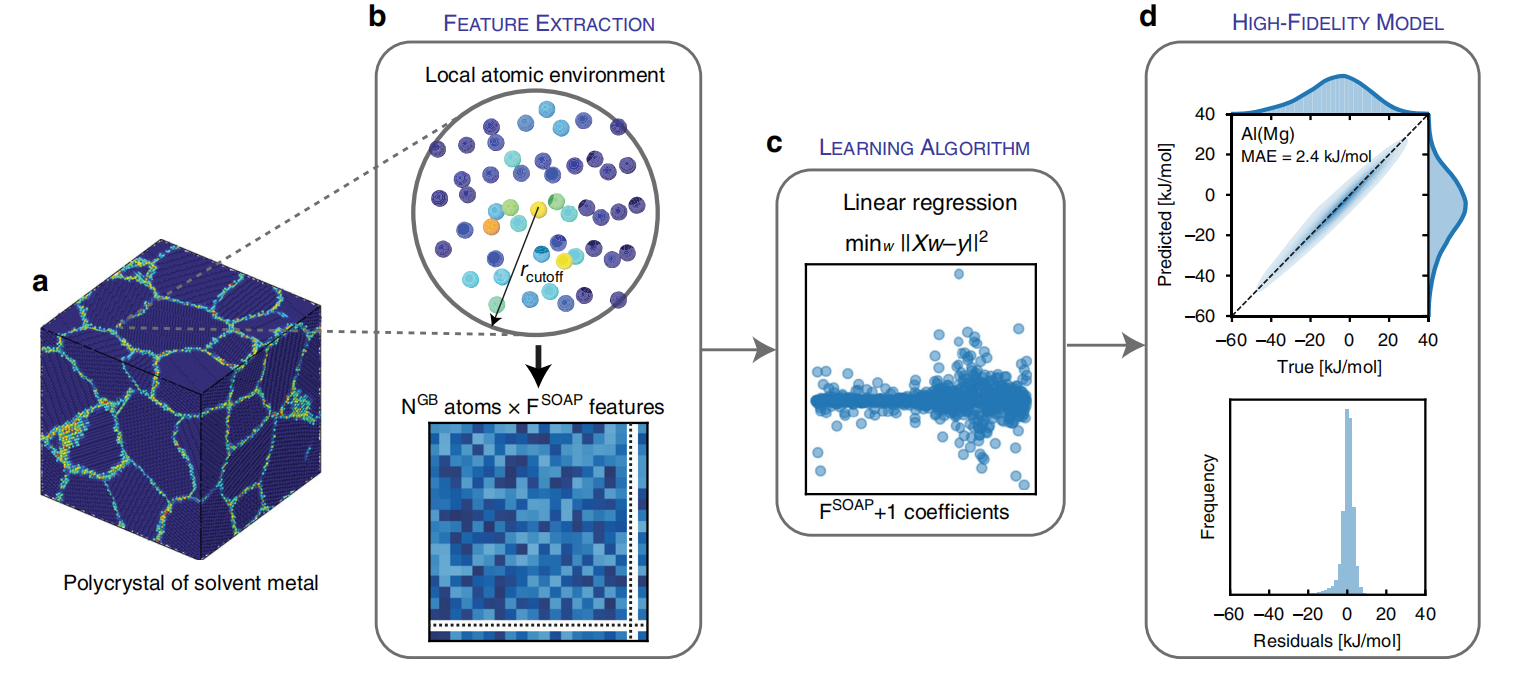 a
Polycrystal of solvent metal
b
FEATURE EXTRACTION
Local atomic environment
rcutoff
N^GB atoms × F^SOAP features
c
LEARNING ALGORITHM
Linear regression
min_w ||Xw–y||²
F^SOAP+1 coefficients
d
HIGH-FIDELITY MODEL
Al(Mg)
MAE = 2.4 kJ/mol
Predicted [kJ/mol]
40
20
0
−20
−40
−60
−60 −40 −20 0 20 40
True [kJ/mol]
Frequency
−60 −40 −20 0 20 40
Residuals [kJ/mol]